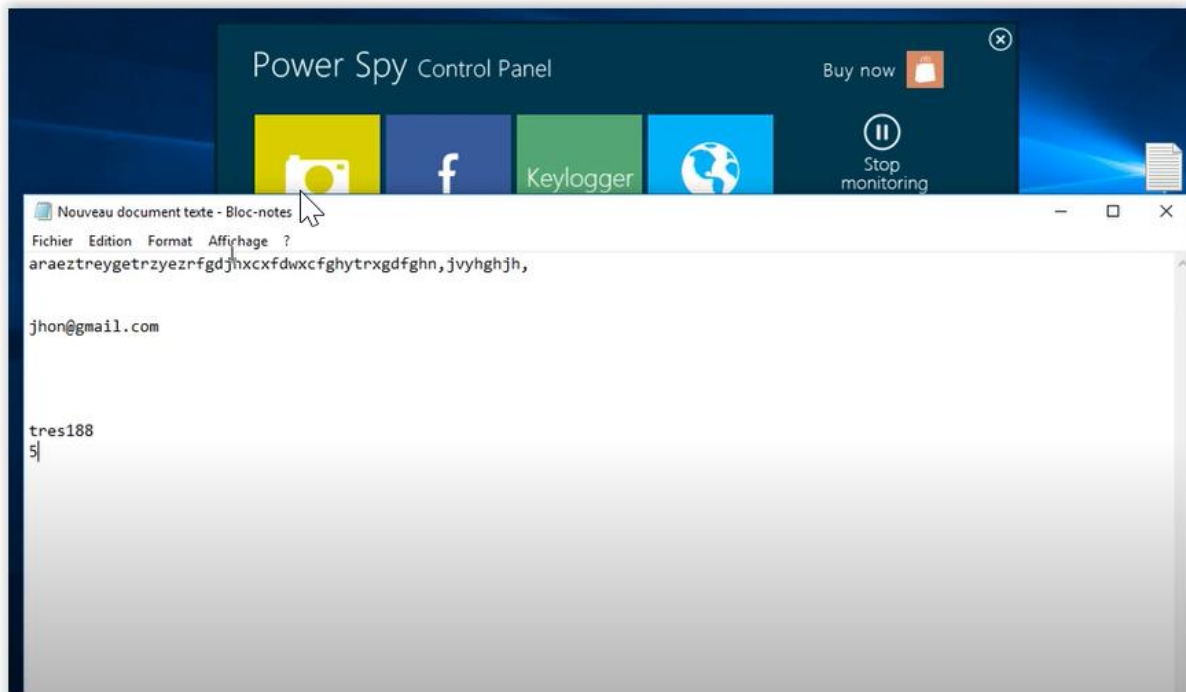 Power Spy Control Panel
Buy now
Keylogger
Stop
monitoring
Nouveau document texte - Bloc-notes
Fichier Edition Format Affichage ?
araeztreygetrzyezrfgdjhxcxfdwxcfghytrxgdfghn,jvyhghjh,
jhon@gmail.com
tres188
5